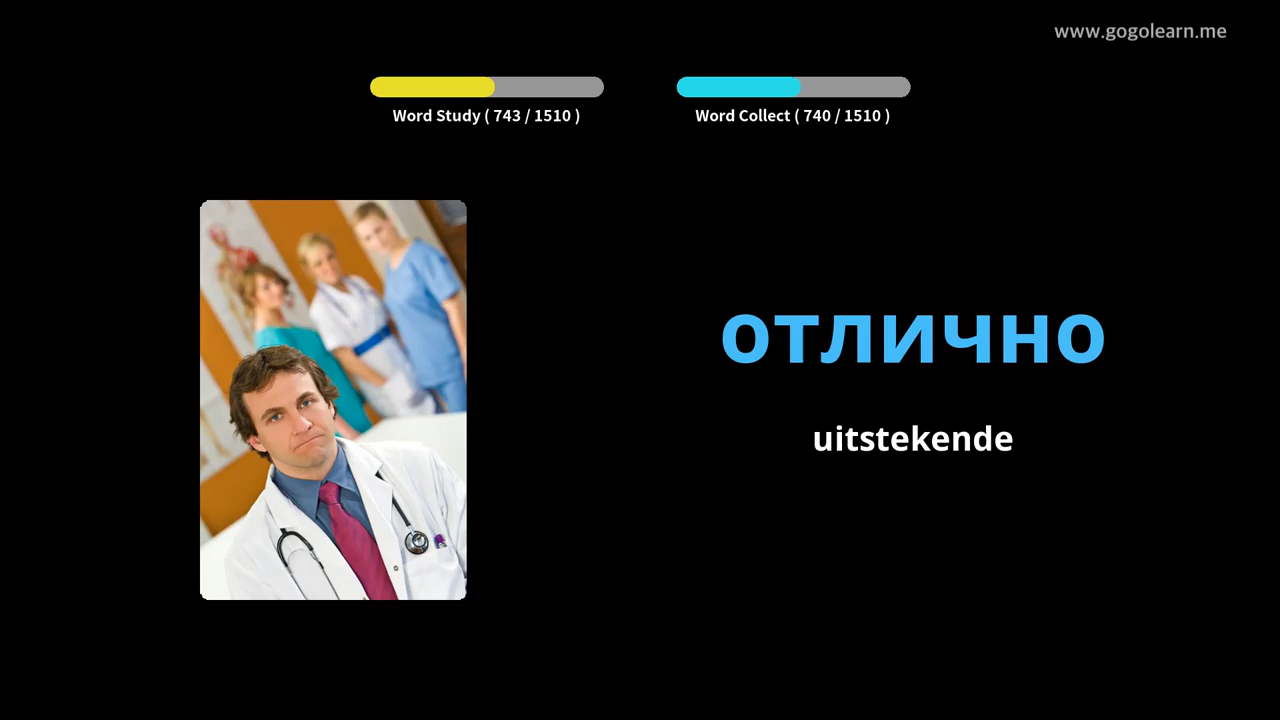 www.gogolearn.me
Word Study ( 743 / 1510 )
Word Collect ( 740 / 1510 )
отлично
uitstekende